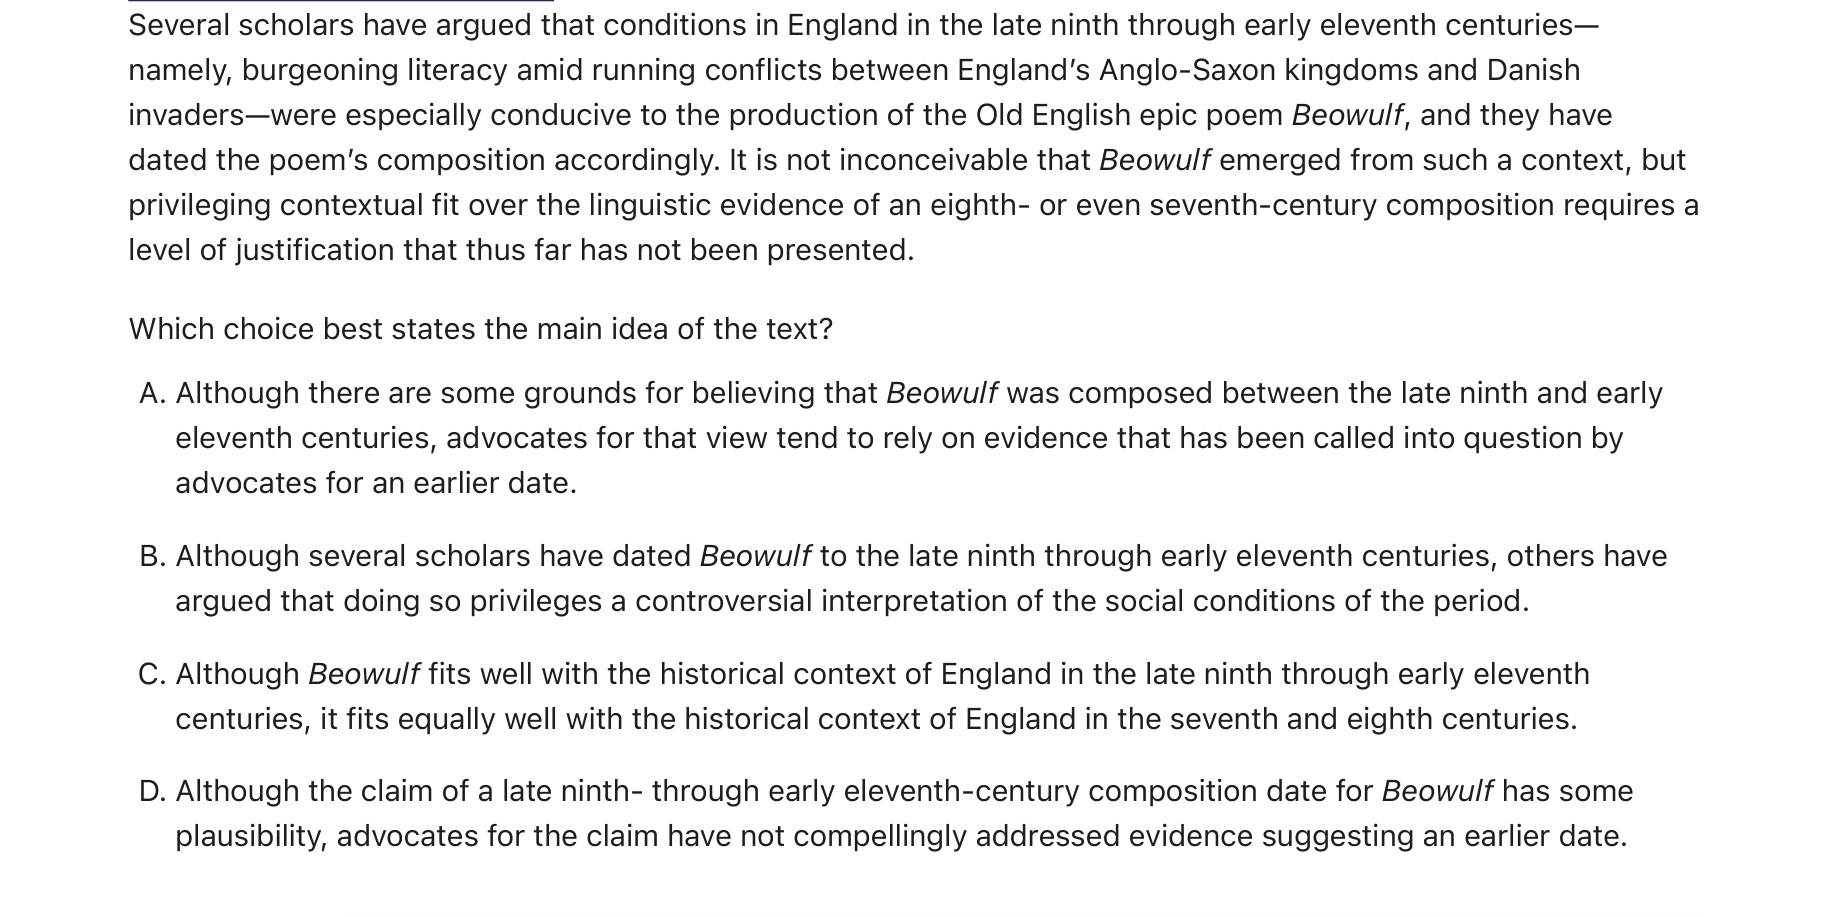 Several scholars have argued that conditions in England in the late ninth through early eleventh centuries—
namely, burgeoning literacy amid running conflicts between England’s Anglo-Saxon kingdoms and Danish
invaders—were especially conducive to the production of the Old English epic poem Beowulf, and they have
dated the poem’s composition accordingly. It is not inconceivable that Beowulf emerged from such a context, but
privileging contextual fit over the linguistic evidence of an eighth- or even seventh-century composition requires a
level of justification that thus far has not been presented.
Which choice best states the main idea of the text?
A. Although there are some grounds for believing that Beowulf was composed between the late ninth and early
eleventh centuries, advocates for that view tend to rely on evidence that has been called into question by
advocates for an earlier date.
B. Although several scholars have dated Beowulf to the late ninth through early eleventh centuries, others have
argued that doing so privileges a controversial interpretation of the social conditions of the period.
C. Although Beowulf fits well with the historical context of England in the late ninth through early eleventh
centuries, it fits equally well with the historical context of England in the seventh and eighth centuries.
D. Although the claim of a late ninth- through early eleventh-century composition date for Beowulf has some
plausibility, advocates for the claim have not compellingly addressed evidence suggesting an earlier date.